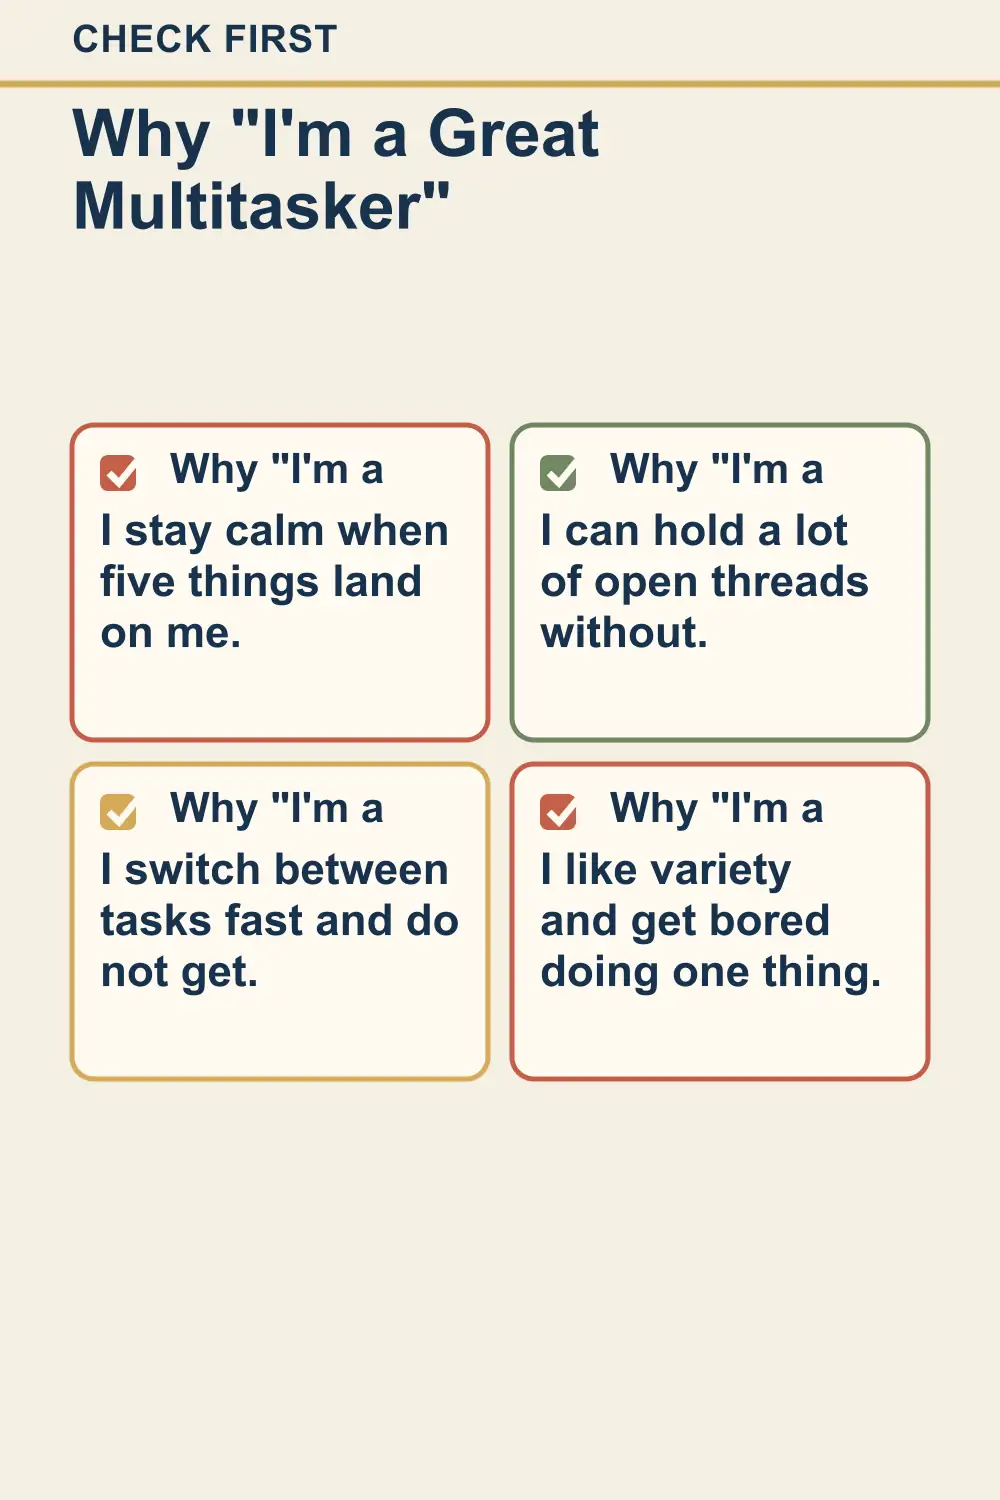 CHECK FIRST
Why "I'm a Great
Multitasker"
Why "I'm a
I stay calm when
five things land
on me.
Why "I'm a
I can hold a lot
of open threads
without.
Why "I'm a
I switch between
tasks fast and do
not get.
Why "I'm a
I like variety
and get bored
doing one thing.